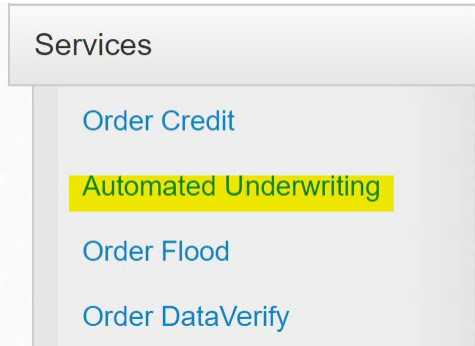 Services
Order Credit
Automated Underwriting
Order Flood
Order DataVerify